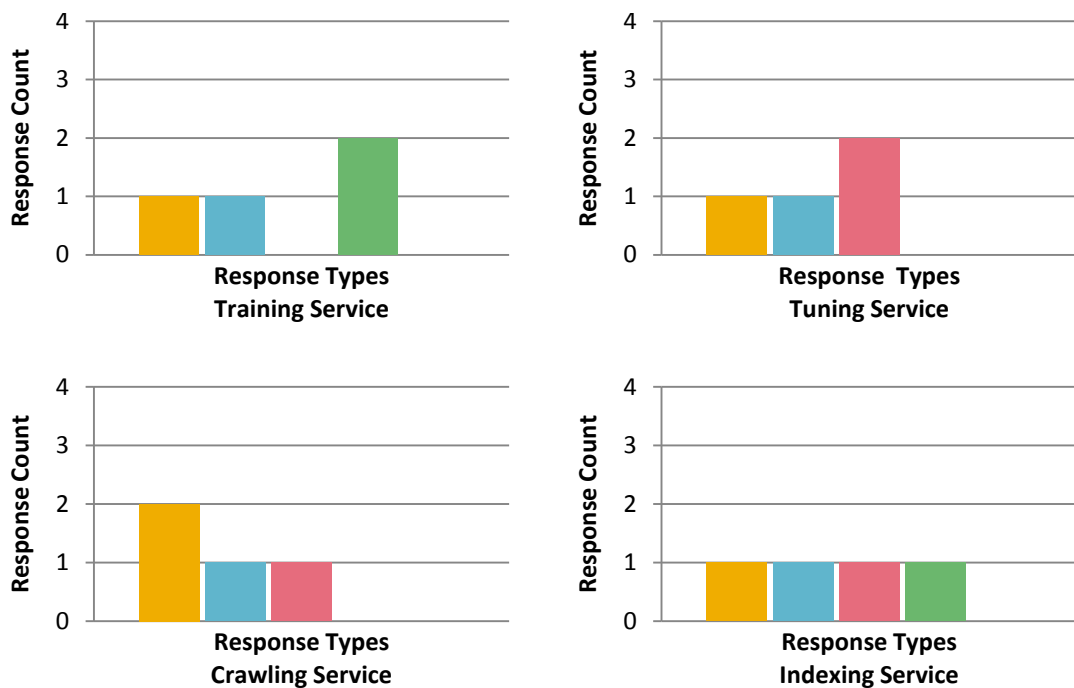 Response Count
4
3
2
1
0
Response Types
Training Service
Response Count
4
3
2
1
0
Response  Types
Tuning Service
Response Count
4
3
2
1
0
Response Types
Crawling Service
Response Count
4
3
2
1
0
Response Types
Indexing Service